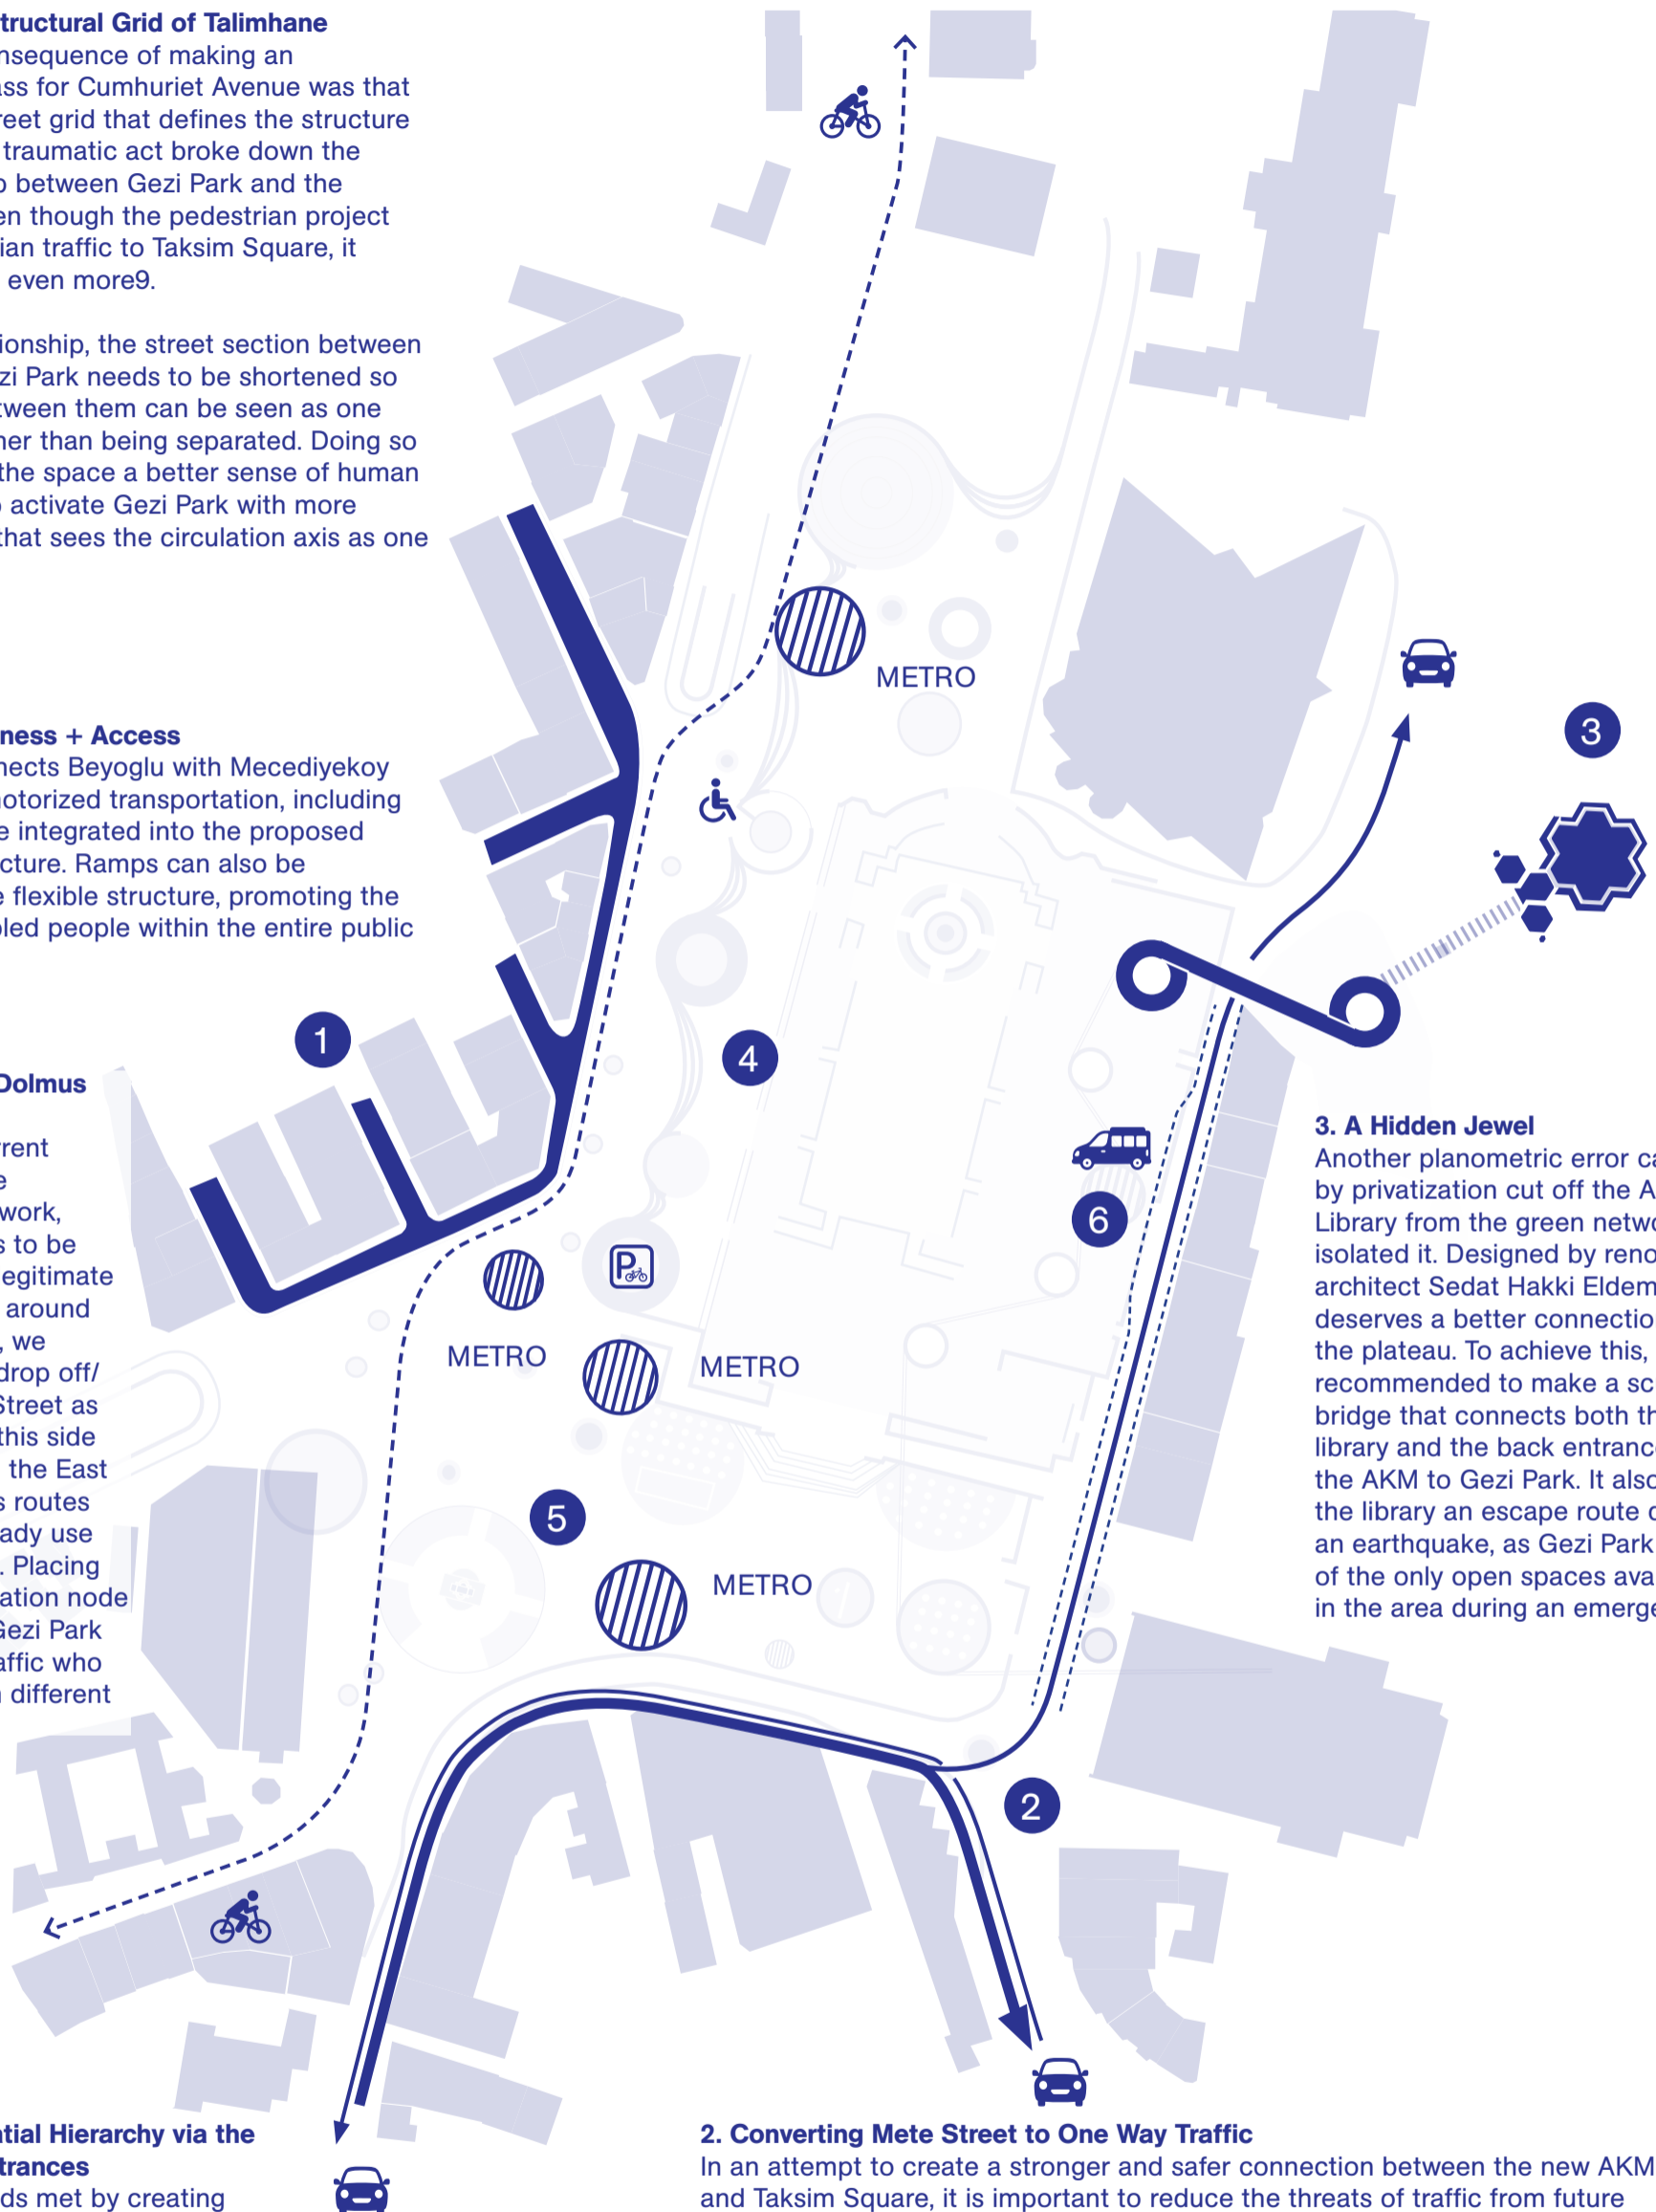 tructural Grid of Talimhane
nsequence of making an
ass for Cumhuriet Avenue was that
reet grid that defines the structure
traumatic act broke down the
between Gezi Park and the
en though the pedestrian project
ian traffic to Taksim Square, it
even more9.
ionship, the street section between
zi Park needs to be shortened so
tween them can be seen as one
her than being separated. Doing so
the space a better sense of human
activate Gezi Park with more
that sees the circulation axis as one
METRO
3
ness + Access
nects Beyoglu with Mecediyekoy
notorized transportation, including
e integrated into the proposed
cture. Ramps can also be
e flexible structure, promoting the
bled people within the entire public
1
4
Dolmus
rrent
e
work,
s to be
egitimate
around
, we
drop off/
Street as
this side
the East
s routes
ady use
. Placing
ation node
Gezi Park
affic who
different
6
P
METRO
METRO
5
METRO
3. A Hidden Jewel
Another planometric error ca
by privatization cut off the A
Library from the green netwo
isolated it. Designed by reno
architect Sedat Hakki Eldem
deserves a better connectio
the plateau. To achieve this,
recommended to make a sc
bridge that connects both th
library and the back entranc
the AKM to Gezi Park. It also
the library an escape route d
an earthquake, as Gezi Park
of the only open spaces ava
in the area during an emerge
2
atial Hierarchy via the
trances
ds met by creating
2. Converting Mete Street to One Way Traffic
In an attempt to create a stronger and safer connection between the new AKM
and Taksim Square, it is important to reduce the threats of traffic from future